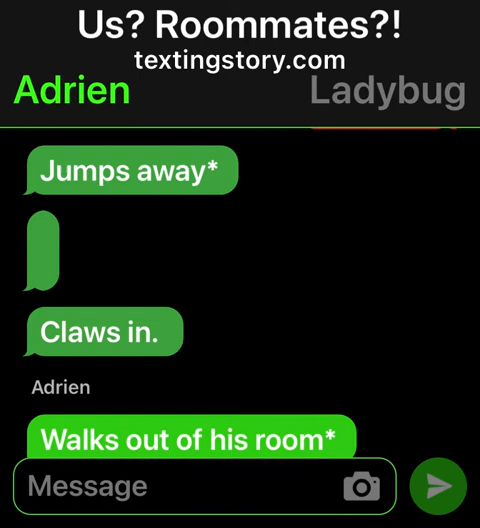 Us? Roommates?!
textingstory.com
Adrien Ladybug
Jumps away*
Claws in.
Adrien
Walks out of his room*
Message